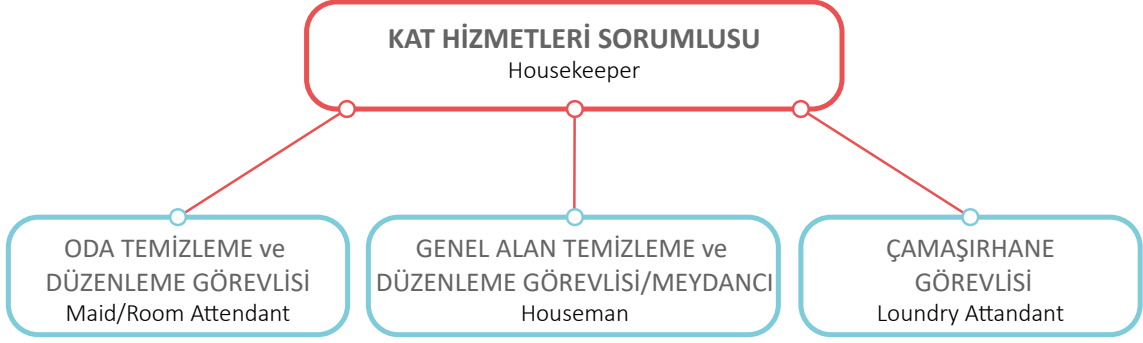 KAT HİZMETLERİ SORUMLUSU
Housekeeper
ODA TEMİZLEME ve
DÜZENLEME GÖREVLİSİ
Maid/Room Attendant
GENEL ALAN TEMİZLEME ve
DÜZENLEME GÖREVLİSİ/MEYDANCI
Houseman
ÇAMAŞIRHANE
GÖREVLİSİ
Loundry Attandant